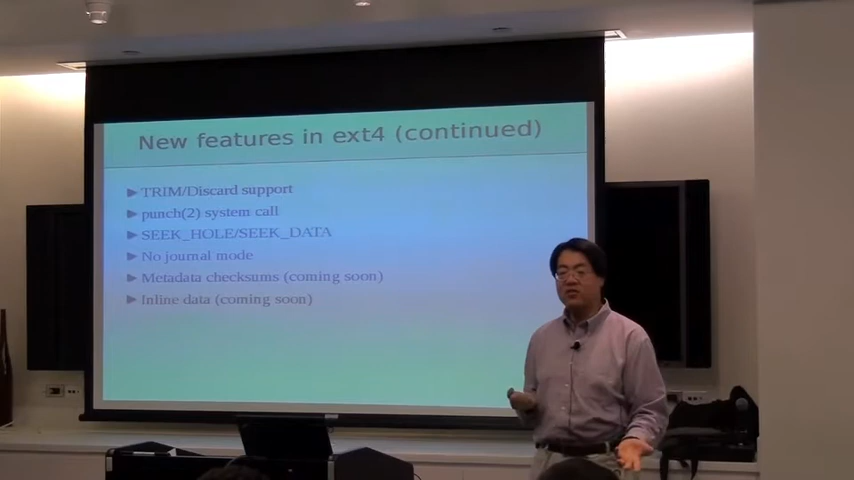 New features in ext4 (continued)
TRIM/Discard support
punch(2) system call
SEEK_HOLE/SEEK_DATA
No journal mode
Metadata checksums (coming soon)
Inline data (coming soon)